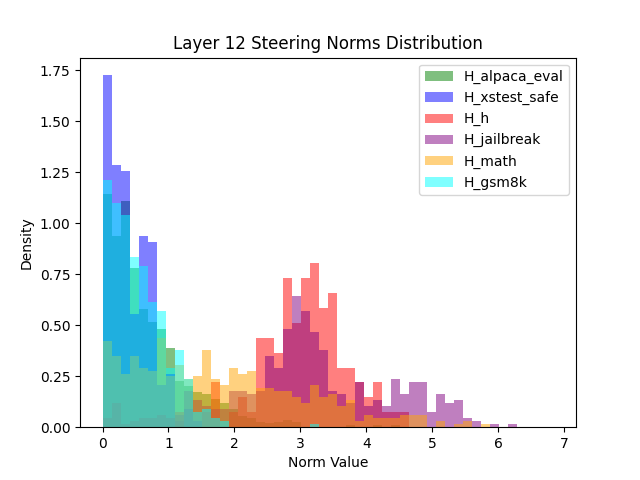 Layer 12 Steering Norms Distribution
1.75
1.50
1.25
1.00
0.75
0.50
0.25
0.00
Density
H_alpaca_eval
H_xstest_safe
H_h
H_jailbreak
H_math
H_gsm8k
0 1 2 3 4 5 6 7
Norm Value